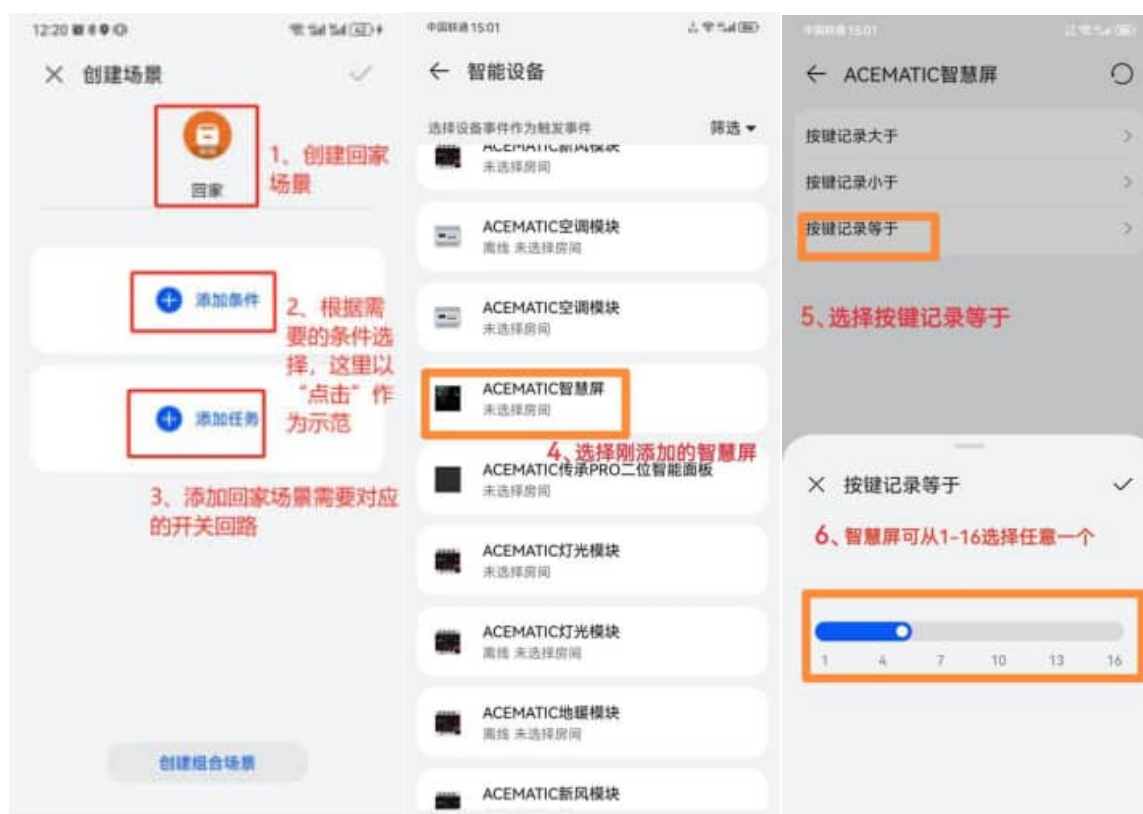 12:20
创建场景
回家
1、创建回家
场景
添加条件
2、根据需
要的条件选
择，这里以
“点击”作
为示范
添加任务
3、添加回家场景需要对应
的开关回路
创建组合场景
中国联通 15:01
智能设备
选择设备事件作为触发事件 筛选
ACEMATIC新风模块
未选择房间
ACEMATIC空调模块
离线 未选择房间
ACEMATIC空调模块
未选择房间
ACEMATIC智慧屏
未选择房间
4、选择刚添加的智慧屏
ACEMATIC传承PRO二位智能面板
未选择房间
ACEMATIC灯光模块
未选择房间
ACEMATIC灯光模块
离线 未选择房间
ACEMATIC地暖模块
离线 未选择房间
ACEMATIC新风模块
中国联通 15:01
ACEMATIC智慧屏
按键记录大于
按键记录小于
按键记录等于
5、选择按键记录等于
按键记录等于
6、智慧屏可从1-16选择任意一个
1 4 7 10 13 16